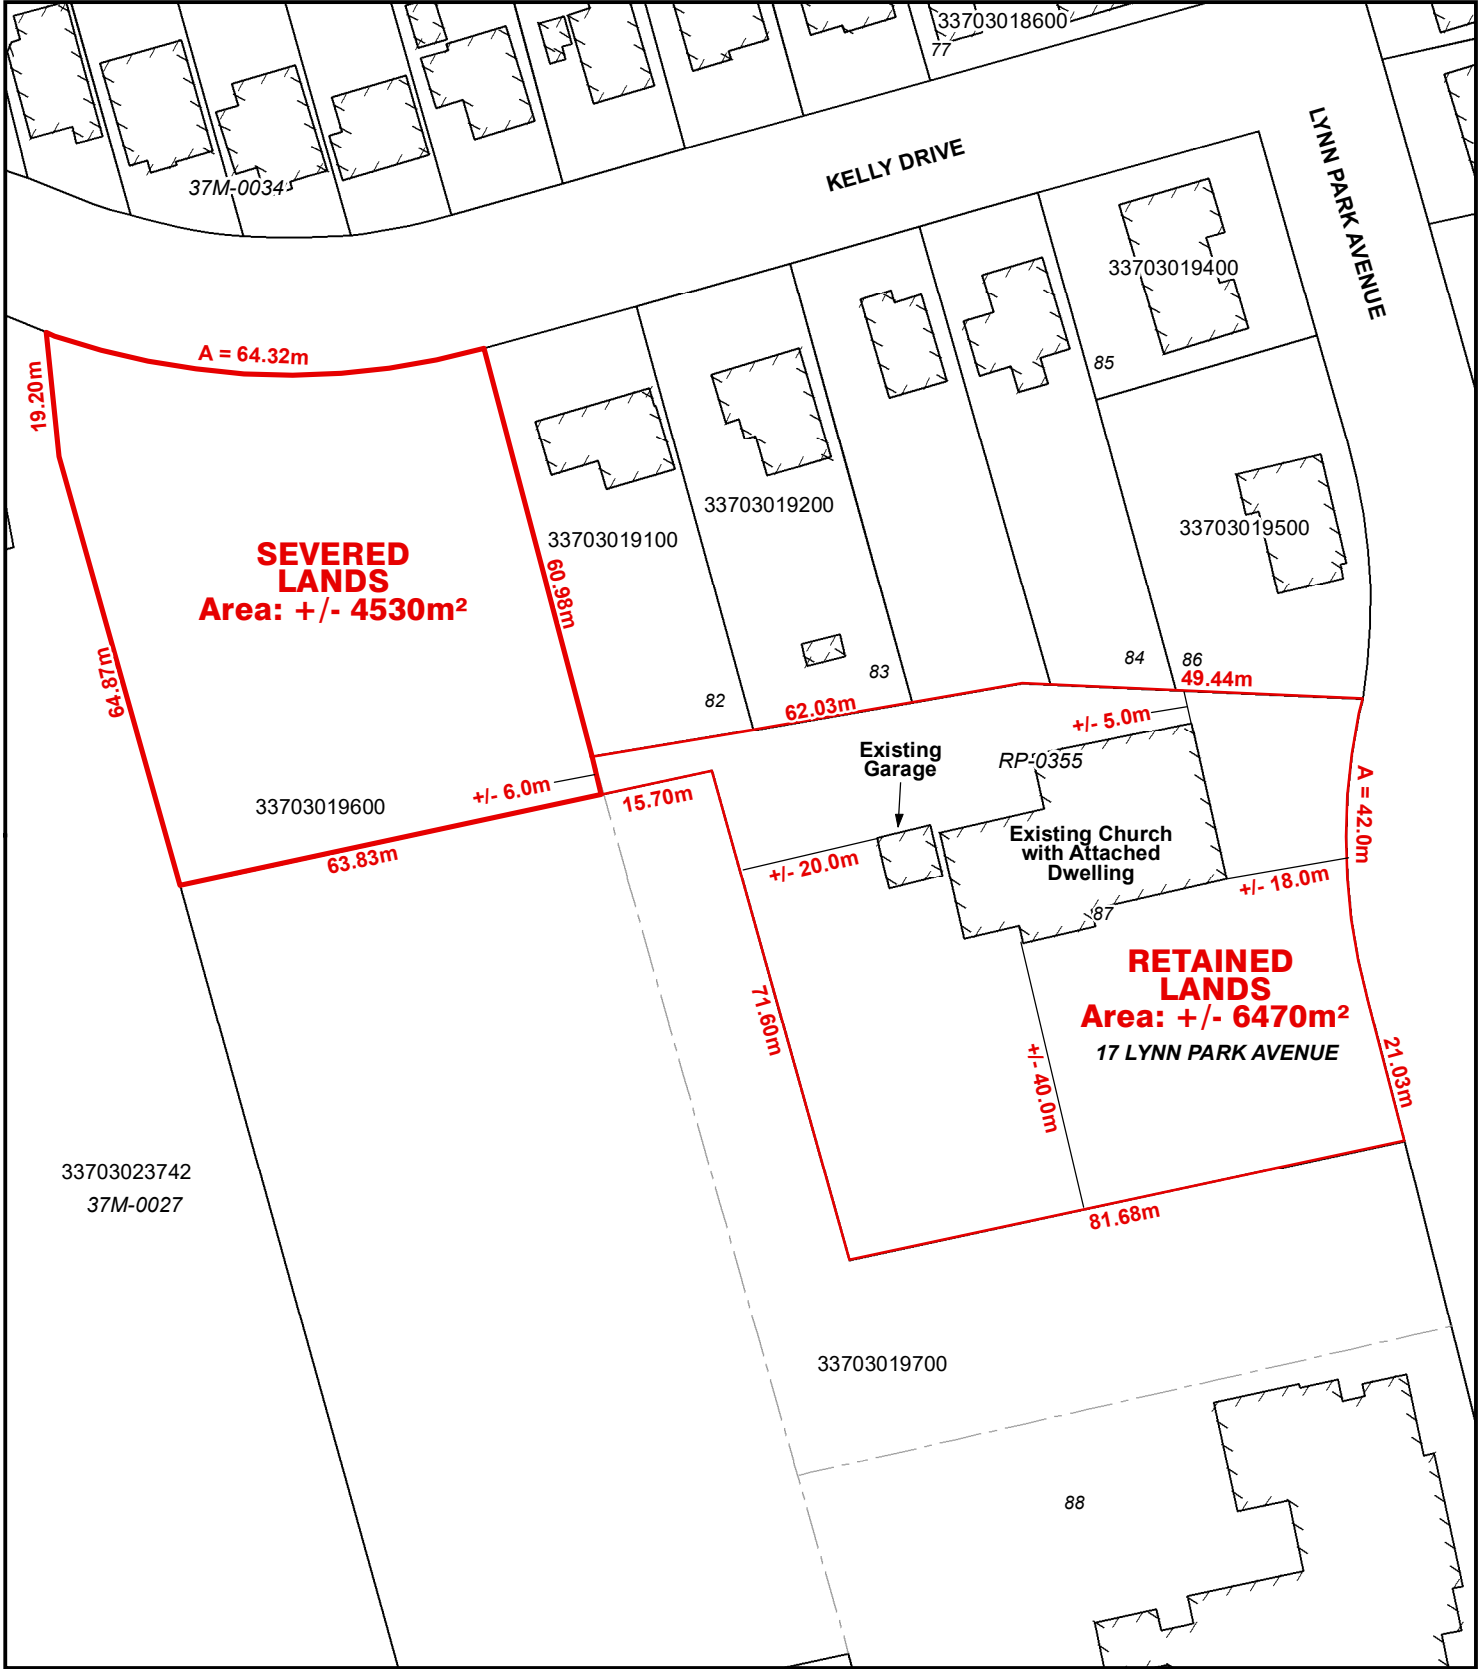 33703018600
77
37M-0034
KELLY DRIVE
LYNN PARK AVENUE
33703019400
A = 64.32m
19.20m
85
33703019200
33703019100
33703019500
SEVERED
LANDS
Area: +/- 4530m²
60.98m
64.87m
84
86
83
82
49.44m
62.03m
+/- 5.0m
Existing
Garage
RP-0355
+/- 6.0m
15.70m
33703019600
63.83m
A = 42.0m
Existing Church
with Attached
Dwelling
+/- 20.0m
+/- 18.0m
87
RETAINED
LANDS
Area: +/- 6470m²
17 LYNN PARK AVENUE
71.60m
+/- 40.0m
21.03m
33703023742
37M-0027
81.68m
33703019700
88